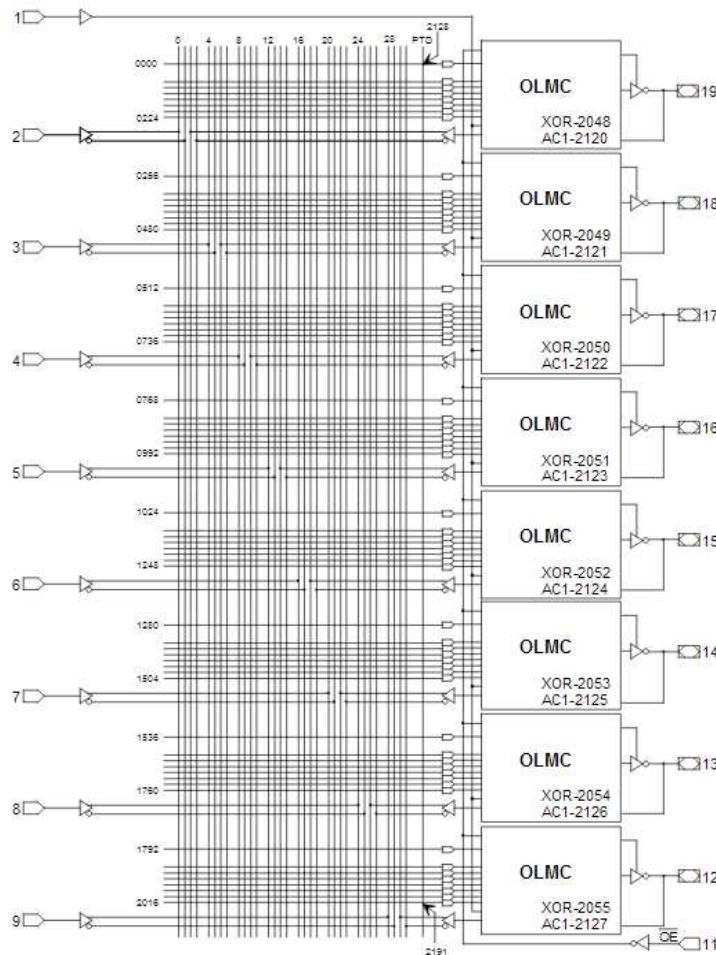 1
2128
0 4 8 12 16 20 24 28 PTD
0000
OLMC
19
0224
XOR-2048
2
AC1-2120
0256
OLMC
18
0480
XOR-2049
3
AC1-2121
0512
OLMC
17
0736
XOR-2050
4
AC1-2122
0768
OLMC
16
0992
XOR-2051
5
AC1-2123
1024
OLMC
15
1248
XOR-2052
6
AC1-2124
1280
OLMC
14
1504
XOR-2053
7
AC1-2125
1536
OLMC
13
1760
XOR-2054
8
AC1-2126
1792
OLMC
12
2016
XOR-2055
9
AC1-2127
OE
11
2191